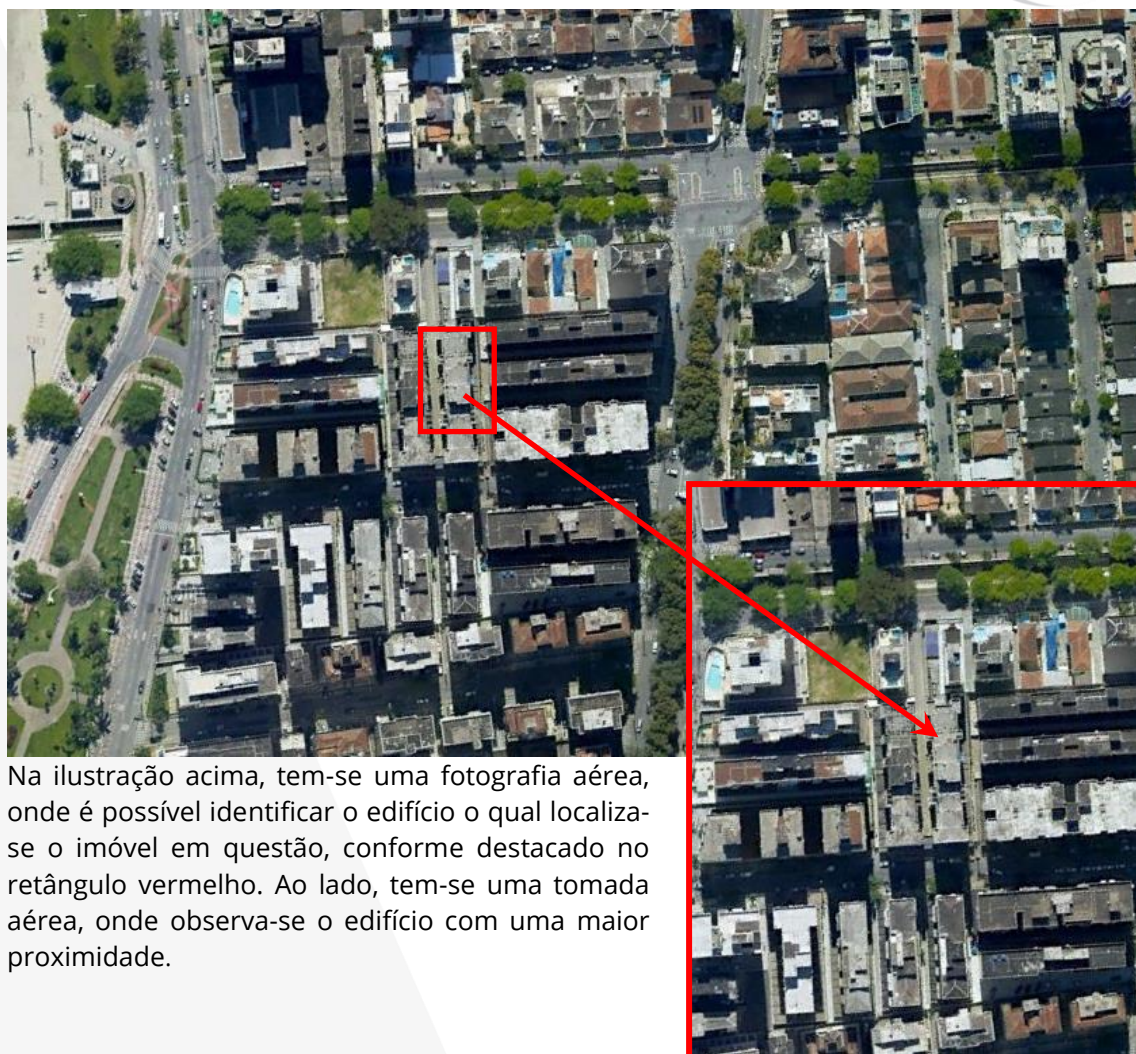 Na ilustração acima, tem-se uma fotografia aérea,
onde é possível identificar o edifício o qual localiza-
se o imóvel em questão, conforme destacado no
retângulo vermelho. Ao lado, tem-se uma tomada
aérea, onde observa-se o edifício com uma maior
proximidade.